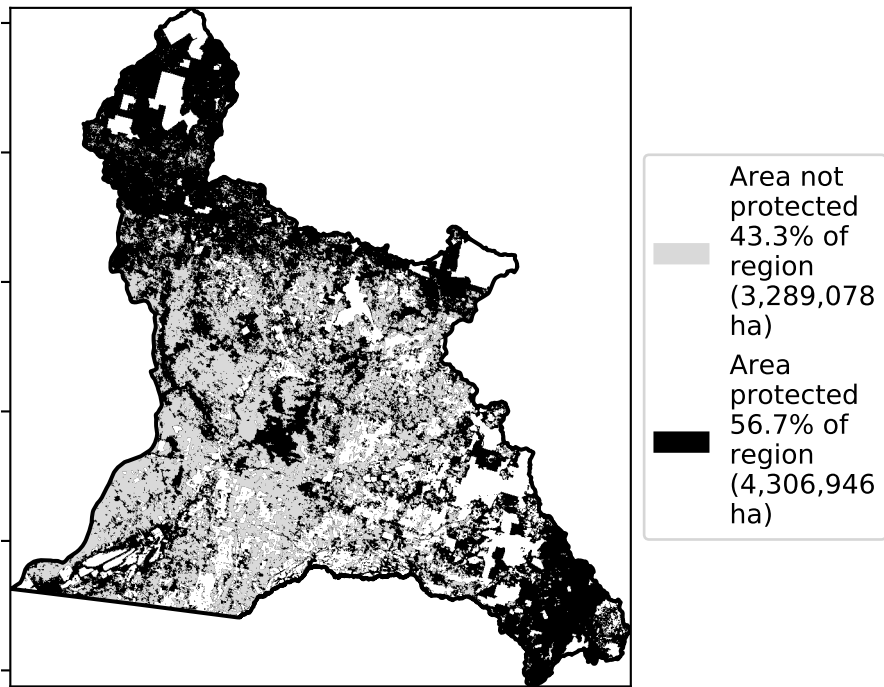 Area not
protected
43.3% of
region
(3,289,078
ha)
Area
protected
56.7% of
region
(4,306,946
ha)